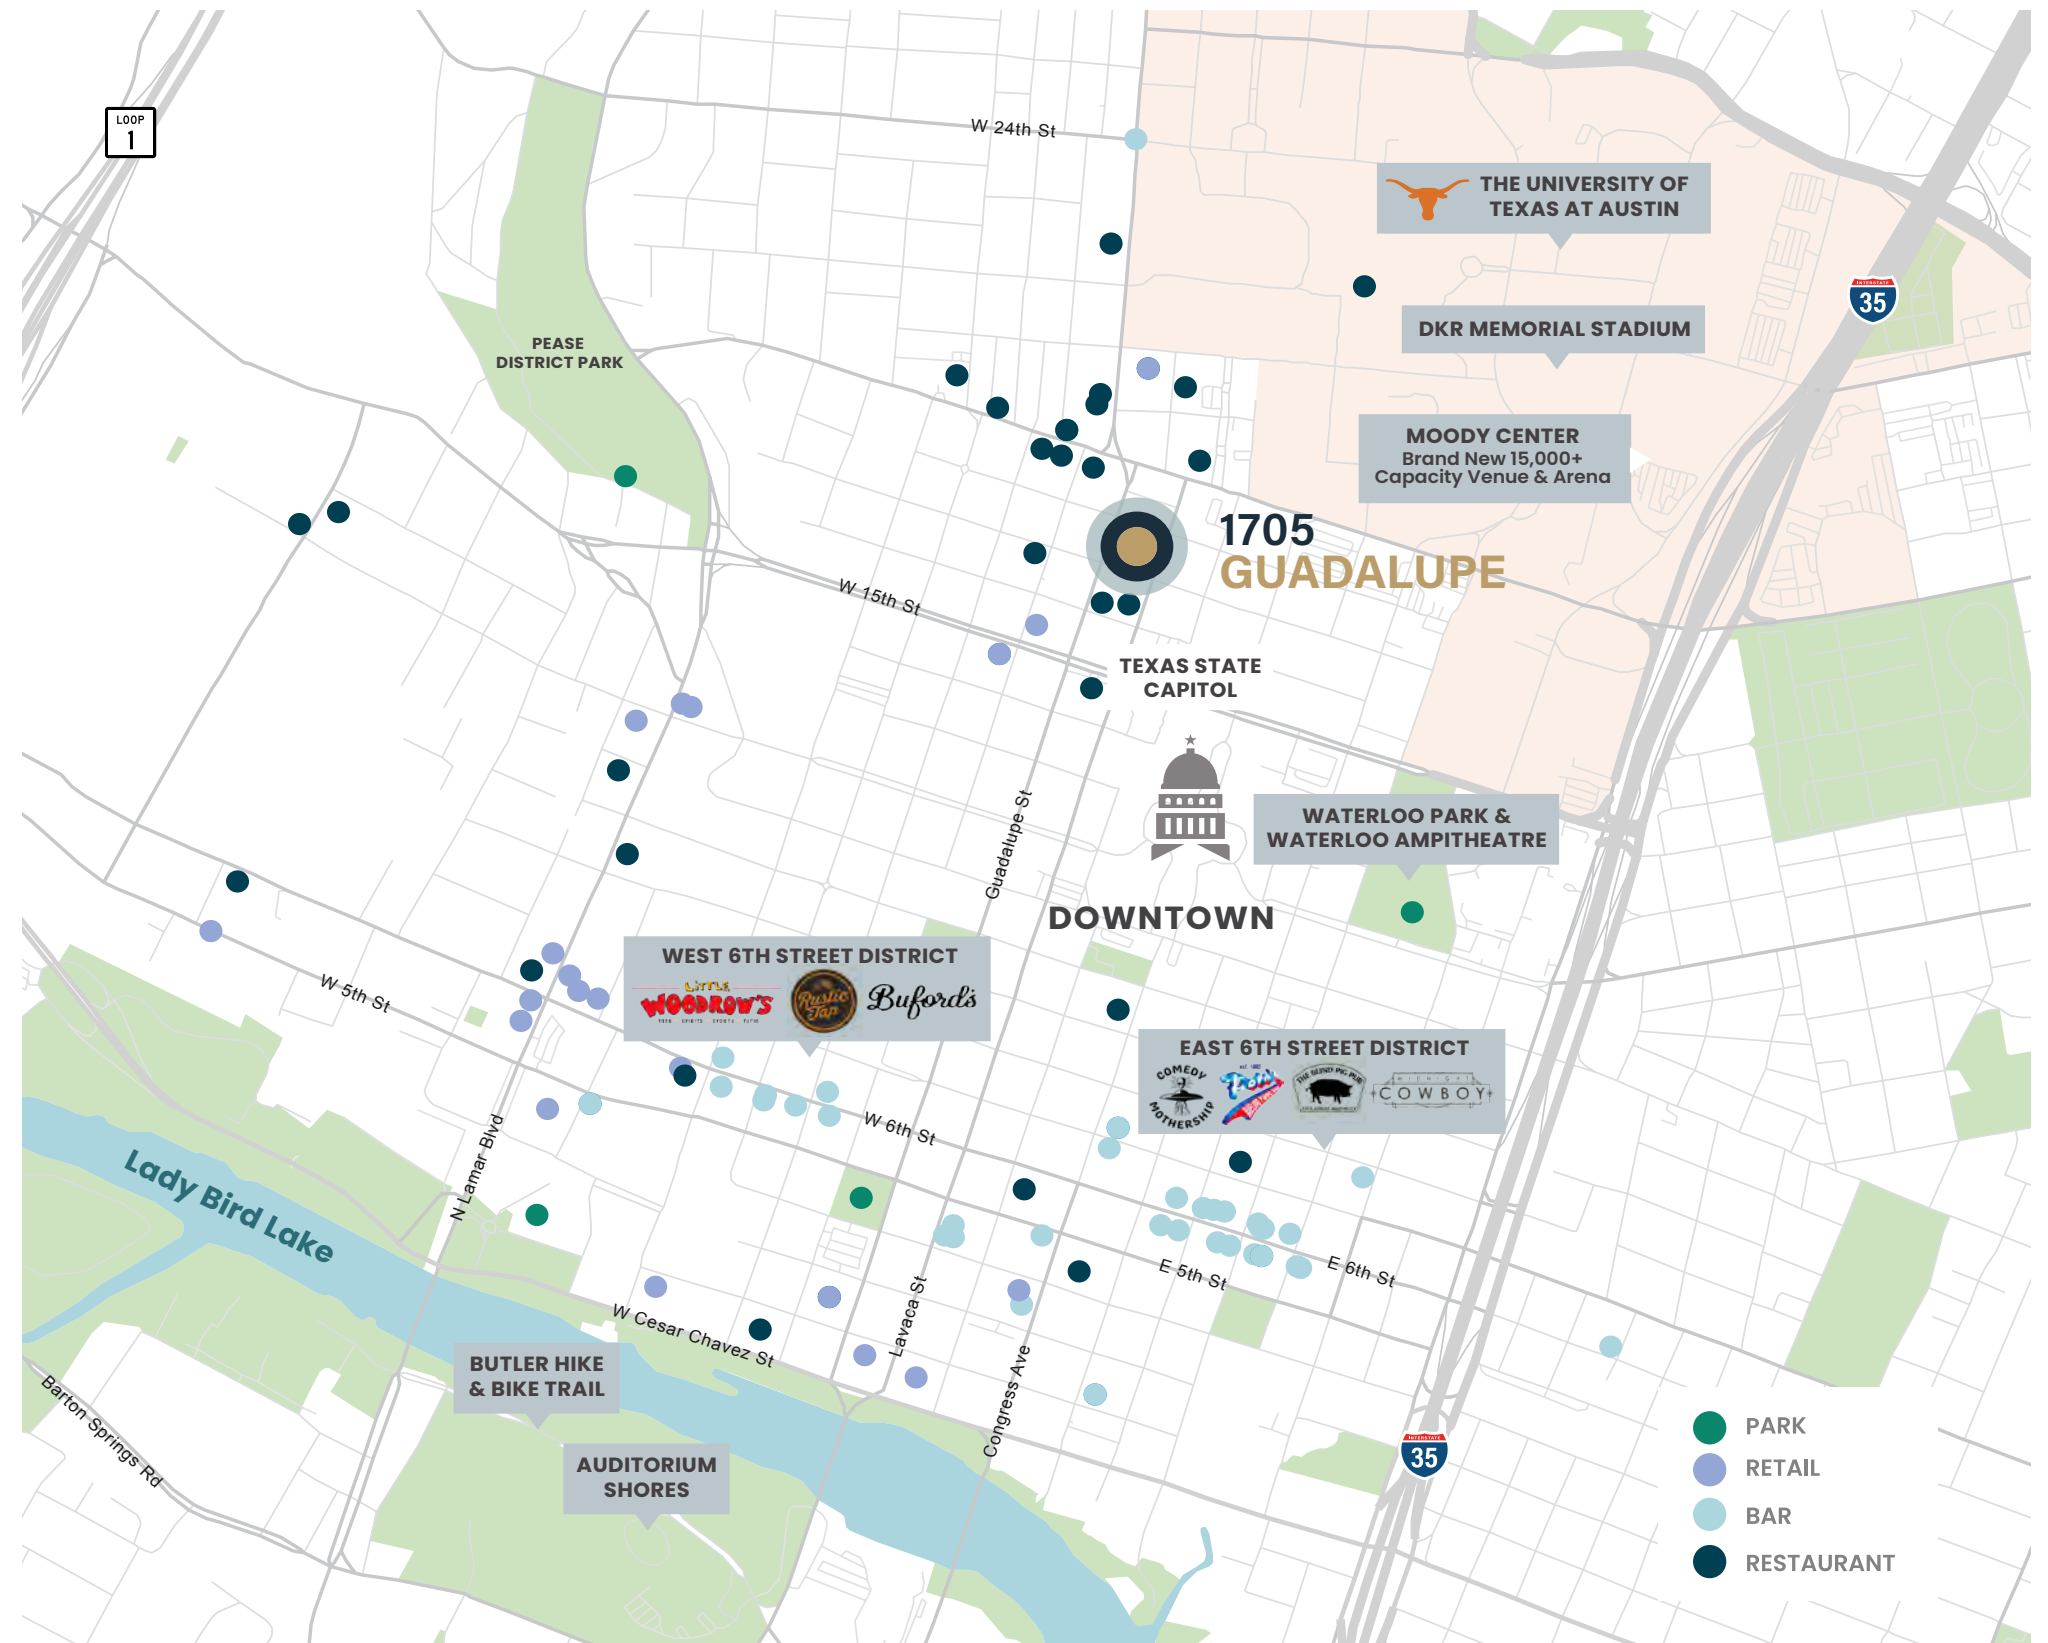 LOOP
1
W 24th St
THE UNIVERSITY OF
TEXAS AT AUSTIN
INTERSTATE
35
DKR MEMORIAL STADIUM
PEASE
DISTRICT PARK
MOODY CENTER
Brand New 15,000+
Capacity Venue & Arena
1705
GUADALUPE
W 15th St
TEXAS STATE
CAPITOL
Guadalupe St
WATERLOO PARK &
WATERLOO AMPITHEATRE
DOWNTOWN
WEST 6TH STREET DISTRICT
LITTLE
WOODROW'S
Rustic
Tap
Buford's
W 5th St
EAST 6TH STREET DISTRICT
COMEDY
MOTHERSHIP
THE BLIND PIG PUB
MIDNIGHT
COWBOY
W 6th St
N Lamar Blvd
Lady Bird Lake
E 5th St
E 6th St
W Cesar Chavez St
Lavaca St
Congress Ave
BUTLER HIKE
& BIKE TRAIL
Barton Springs Rd
AUDITORIUM
SHORES
INTERSTATE
35
PARK
RETAIL
BAR
RESTAURANT